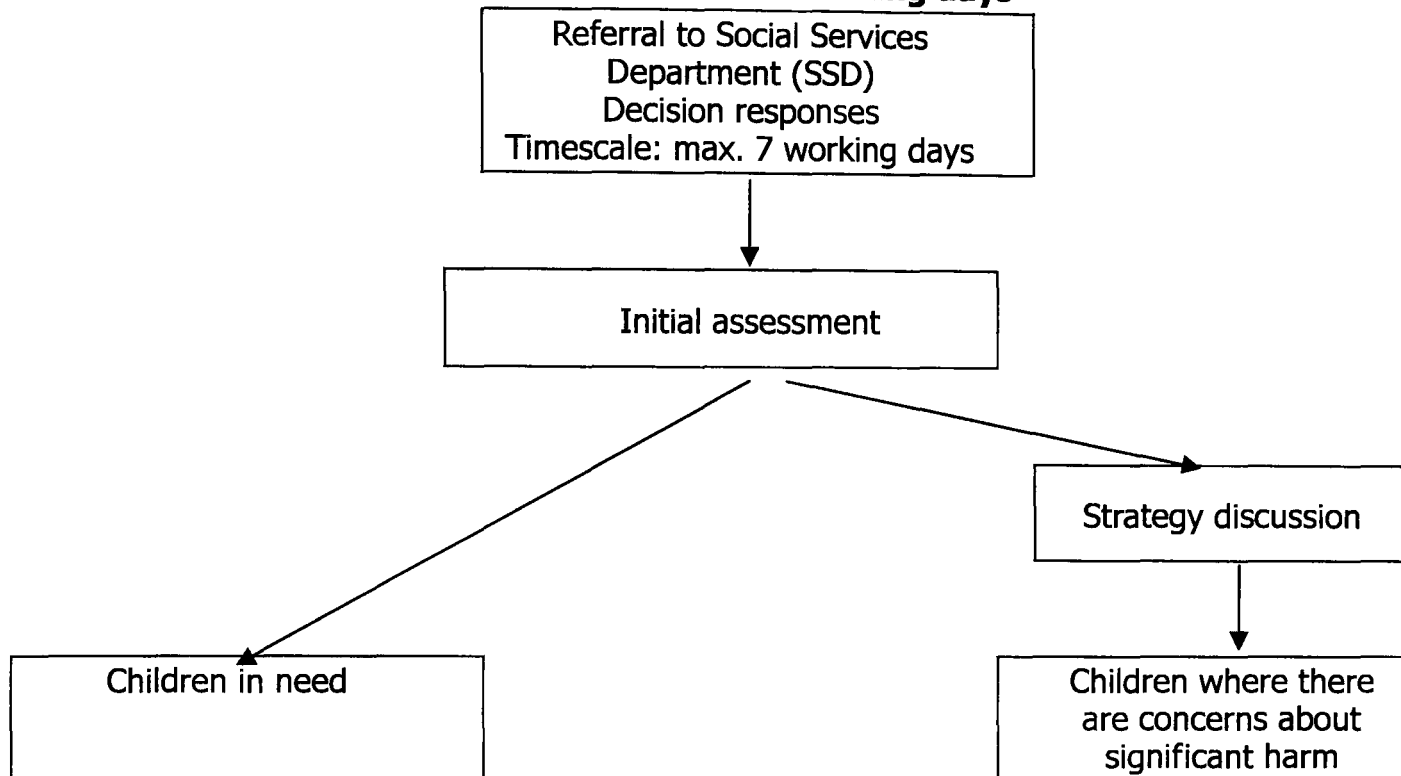 days
Referral to Social Services
Department (SSD)
Decision responses
Timescale: max. 7 working days
Initial assessment
Strategy discussion
Children in need
Children where there
are concerns about
significant harm